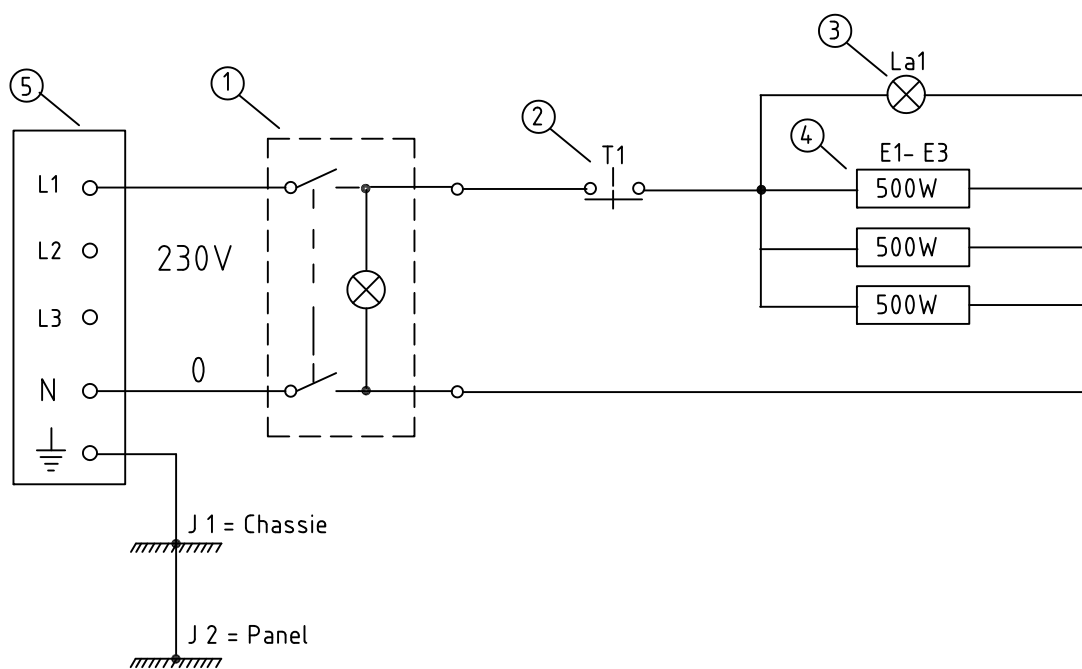 3
La1
5
1
2
T1
4
E1- E3
L1
500W
L2
230V
500W
L3
500W
0
N
J 1 = Chassie
J 2 = Panel